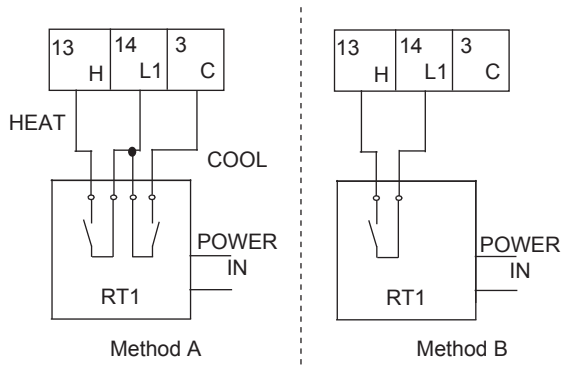 13 H
14 L1
3 C
HEAT
COOL
POWER
IN
RT1
Method A
13 H
14 L1
3 C
POWER
IN
RT1
Method B